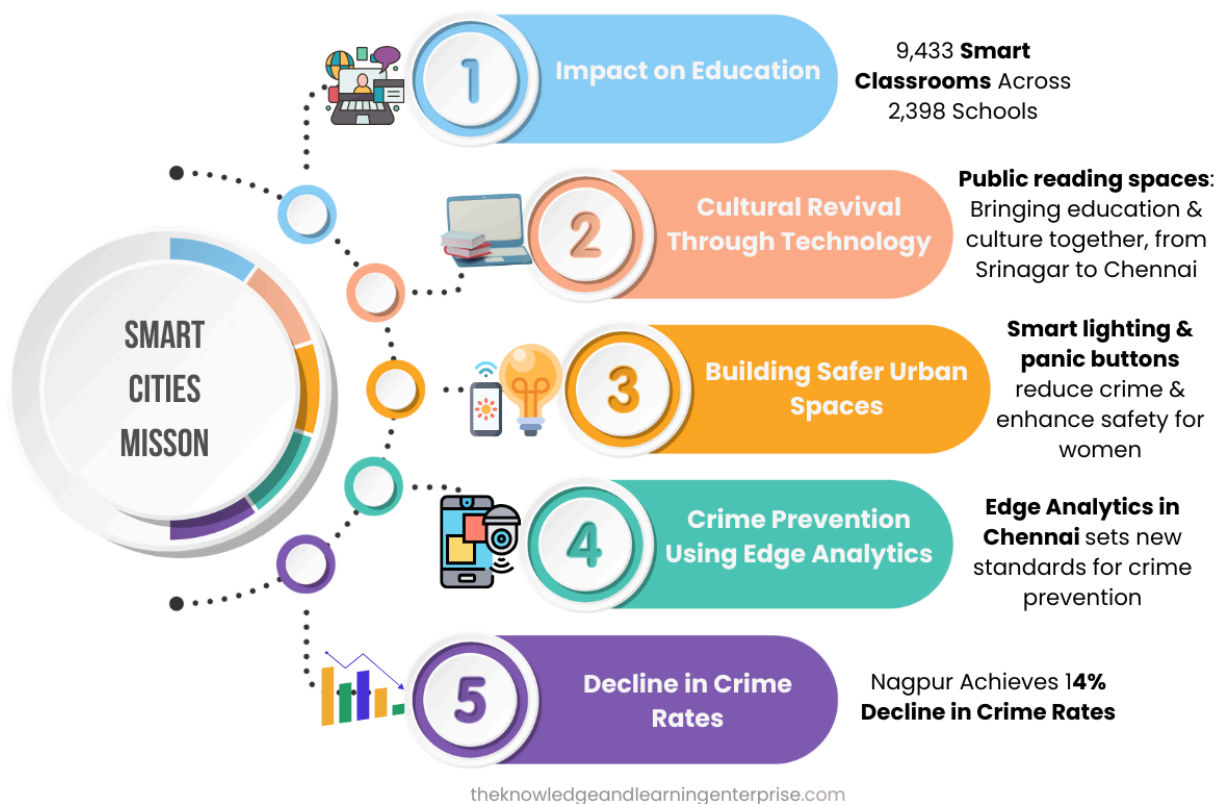 SMART
CITIES
MISSON
1
Impact on Education
9,433 Smart
Classrooms Across
2,398 Schools
2
Cultural Revival
Through Technology
Public reading spaces:
Bringing education &
culture together, from
Srinagar to Chennai
3
Building Safer Urban
Spaces
Smart lighting &
panic buttons
reduce crime &
enhance safety for
women
4
Crime Prevention
Using Edge Analytics
Edge Analytics in
Chennai sets new
standards for crime
prevention
5
Decline in Crime
Rates
Nagpur Achieves 14%
Decline in Crime Rates
theknowledgeandlearningenterprise.com